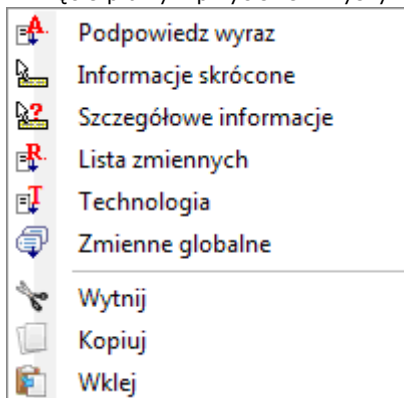 Podpowiedz wyraz
Informacje skrócone
Szczegółowe informacje
Lista zmiennych
Technologia
Zmienne globalne
Wytnij
Kopiuj
Wklej